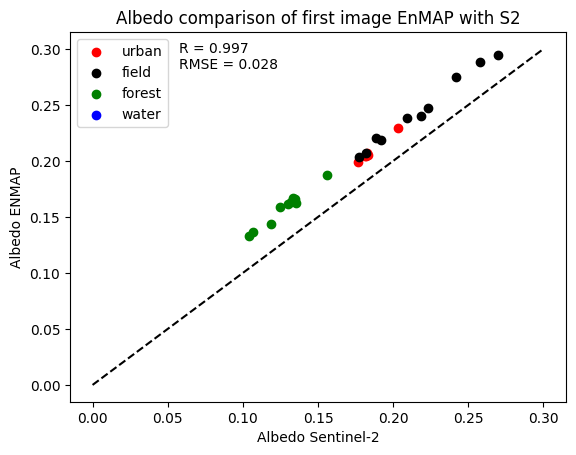 Albedo comparison of first image EnMAP with S2
urban
field
forest
water
R = 0.997
RMSE = 0.028
Albedo ENMAP
0.30
0.25
0.20
0.15
0.10
0.05
0.00
0.00 0.05 0.10 0.15 0.20 0.25 0.30
Albedo Sentinel-2